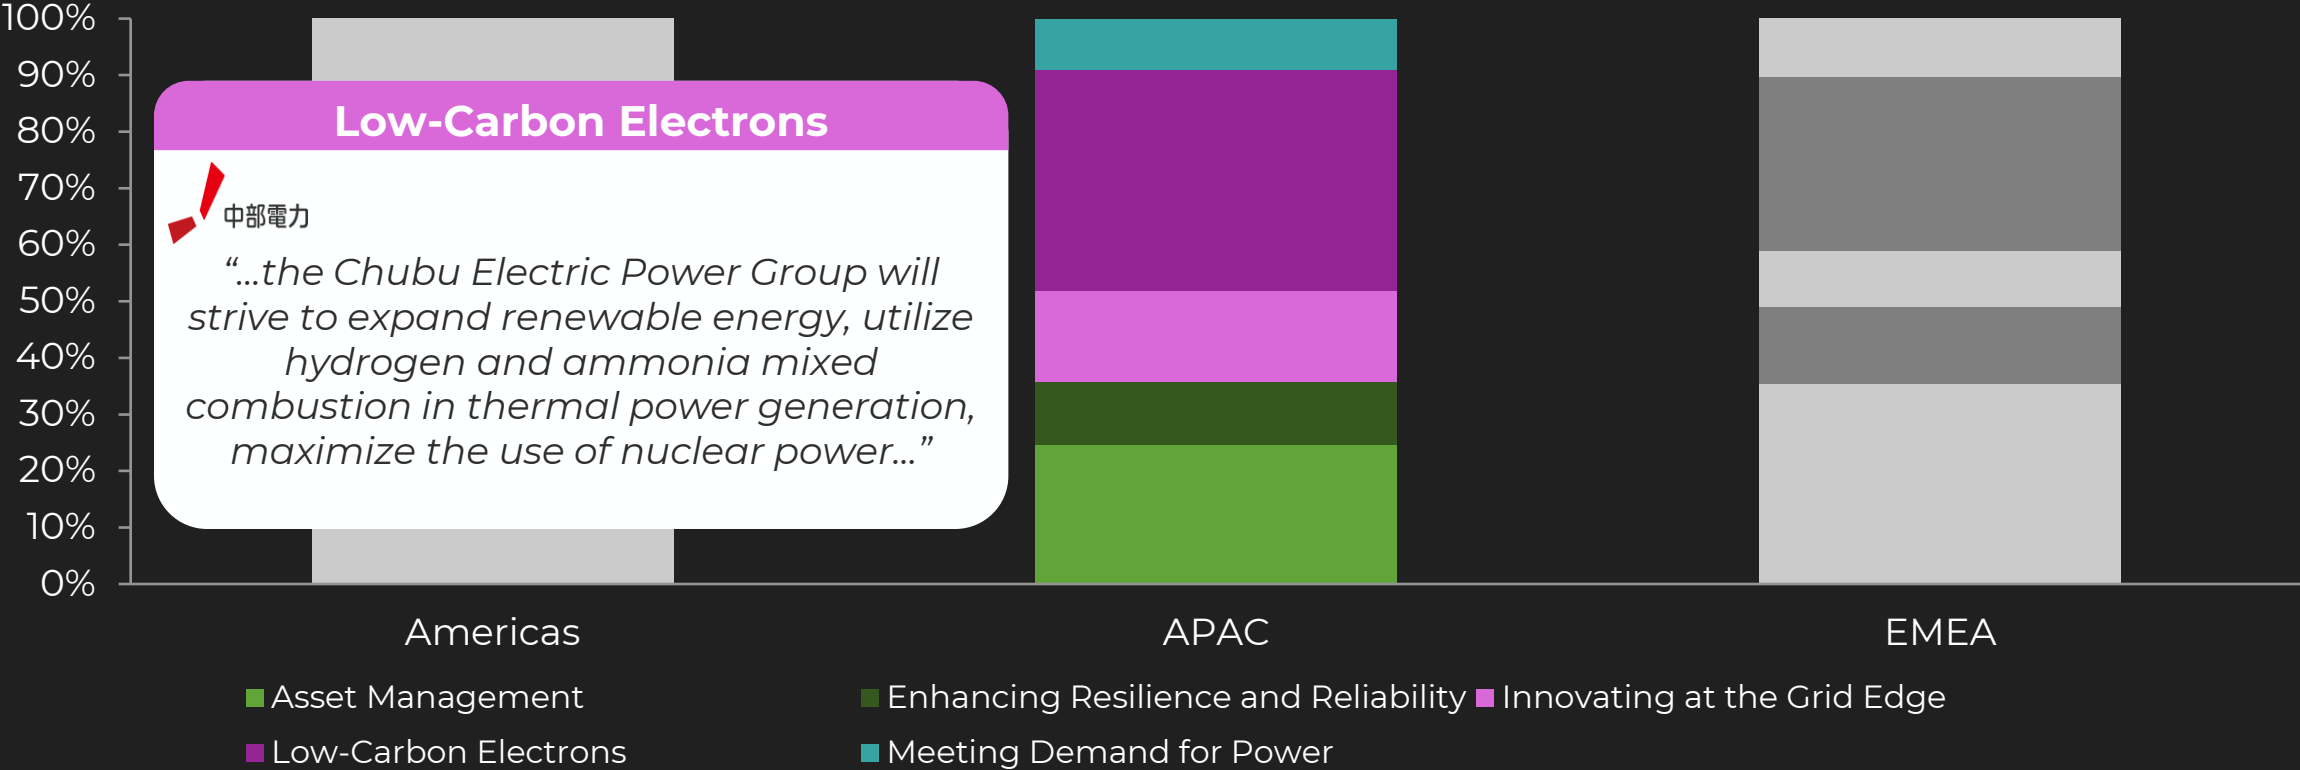 100%
90%
80%
70%
60%
50%
40%
30%
20%
10%
0%
Low-Carbon Electrons
中部電力
“...the Chubu Electric Power Group will
strive to expand renewable energy, utilize
hydrogen and ammonia mixed
combustion in thermal power generation,
maximize the use of nuclear power...”
Americas
APAC
EMEA
Asset Management
Enhancing Resilience and Reliability
Innovating at the Grid Edge
Low-Carbon Electrons
Meeting Demand for Power